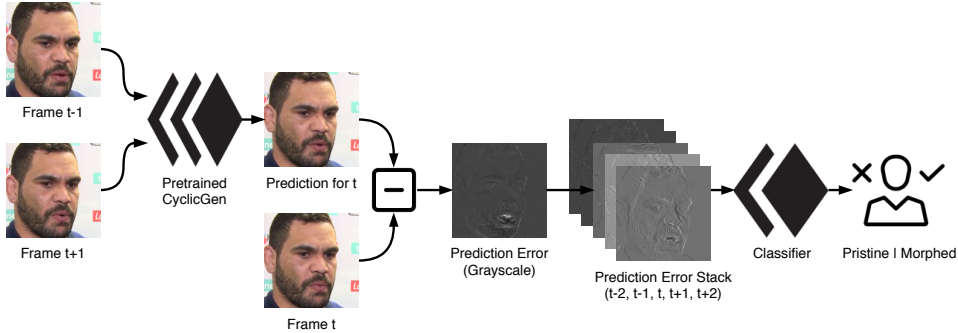 Frame t-1
Frame t+1
Pretrained
CyclicGen
Prediction for t
Frame t
Prediction Error
(Grayscale)
Prediction Error Stack
(t-2, t-1, t, t+1, t+2)
Classifier
Pristine | Morphed